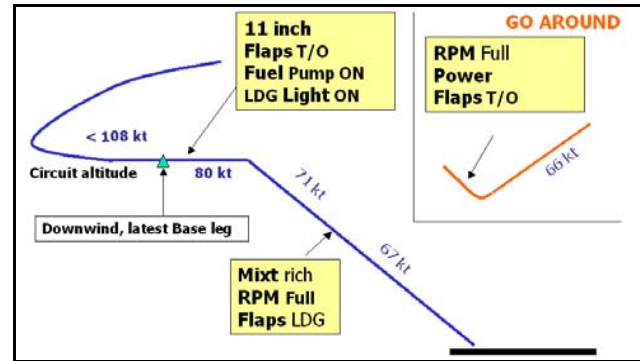 GO AROUND
11 inch
Flaps T/O
Fuel Pump ON
LDG Light ON
RPM Full
Power
Flaps T/O
< 108 kt
Circuit altitude
80 kt
71 kt
66 kt
Downwind, latest Base leg
67 kt
Mixt rich
RPM Full
Flaps LDG